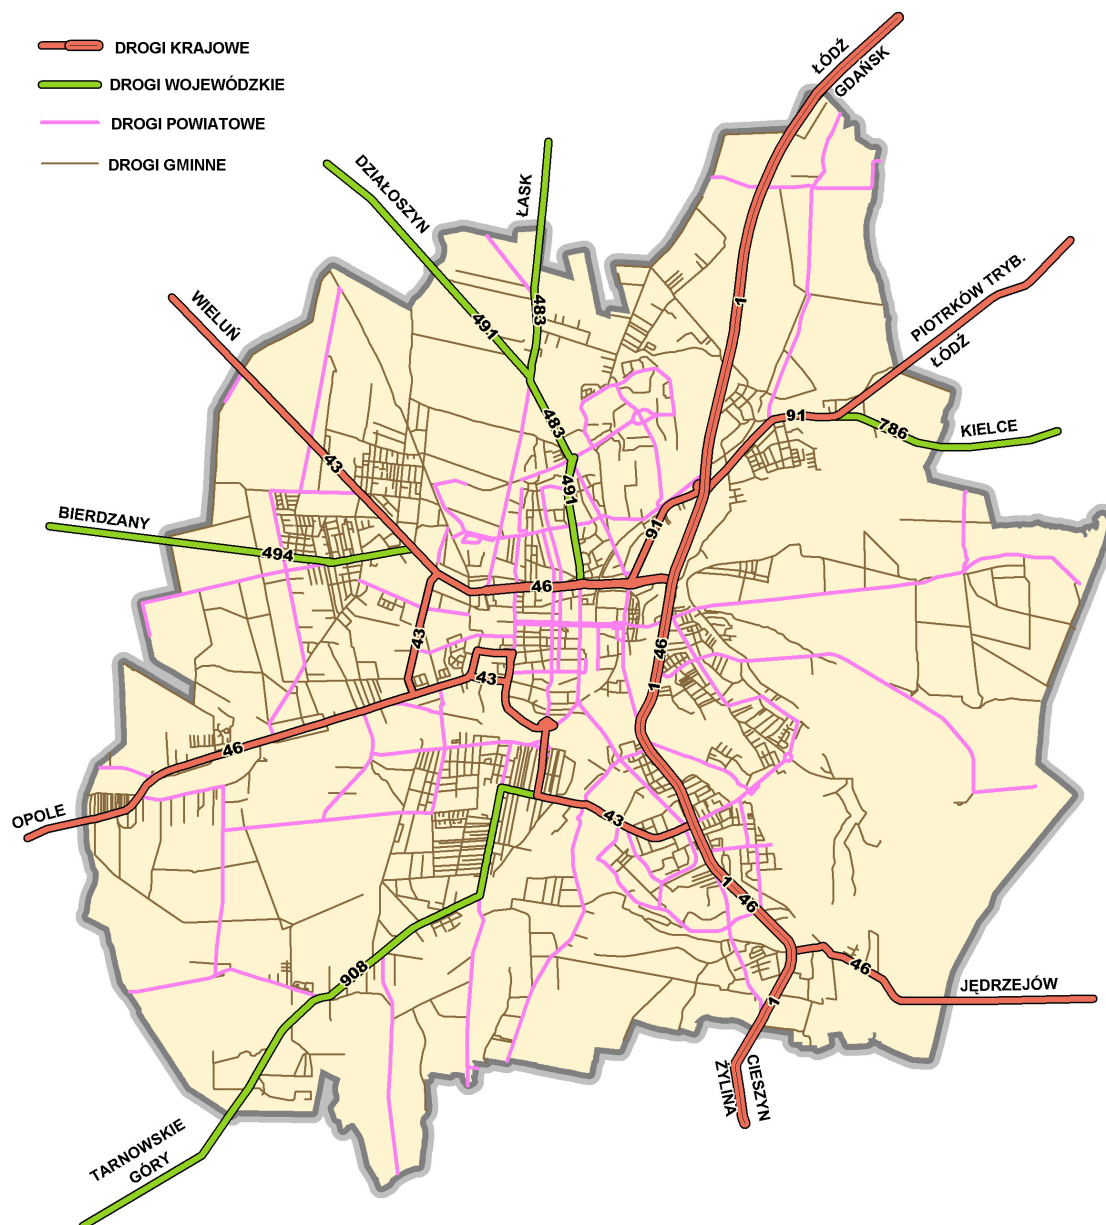 DROGI KRAJOWE
DROGI WOJEWÓDZKIE
DROGI POWIATOWE
DROGI GMINNE
ŁÓDŹ
GDAŃSK
DZIAŁOSZYN
ŁASK
WIELUŃ
PIOTRKÓW TRYB.
ŁÓDŹ
1
483
491
483
91
786
KIELCE
43
491
BIERDZANY
494
91
46
43
46
1
43
46
OPOLE
43
1
46
908
46
JĘDRZEJÓW
1
CIESZYN
ŻYLINA
TARNOWSKIE
GÓRY